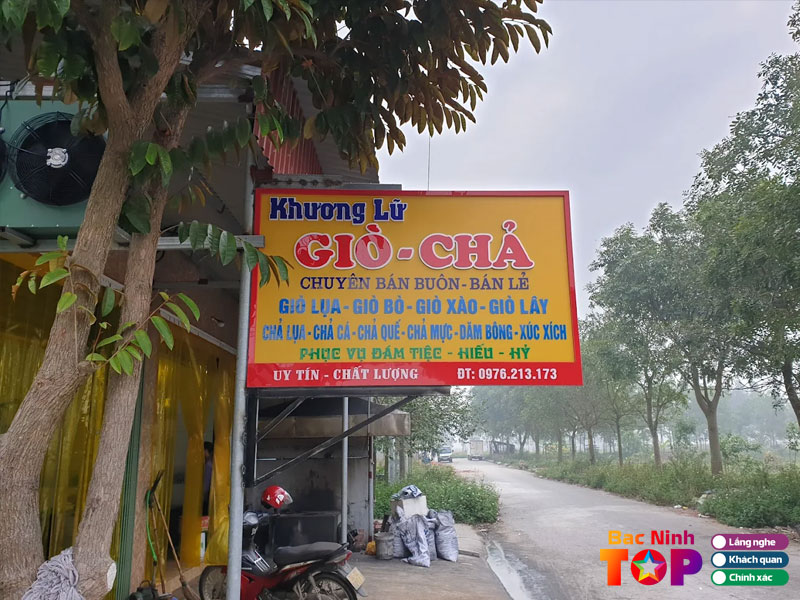 Khương Lữ
GIÒ - CHẢ
CHUYÊN BÁN BUÔN - BÁN LẺ
GIÒ LỤA - GIÒ BÒ - GIÒ XÀO - GIÒ LÂY
CHẢ LỤA - CHẢ CÁ - CHẢ QUẾ - CHẢ MỰC - DĂM BÔNG - XÚC XÍCH
PHỤC VỤ ĐÁM TIỆC - HIẾU - HỶ
UY TÍN - CHẤT LƯỢNG ĐT: 0976.213.173
Bac Ninh
TOP
Lắng nghe
Khách quan
Chính xác